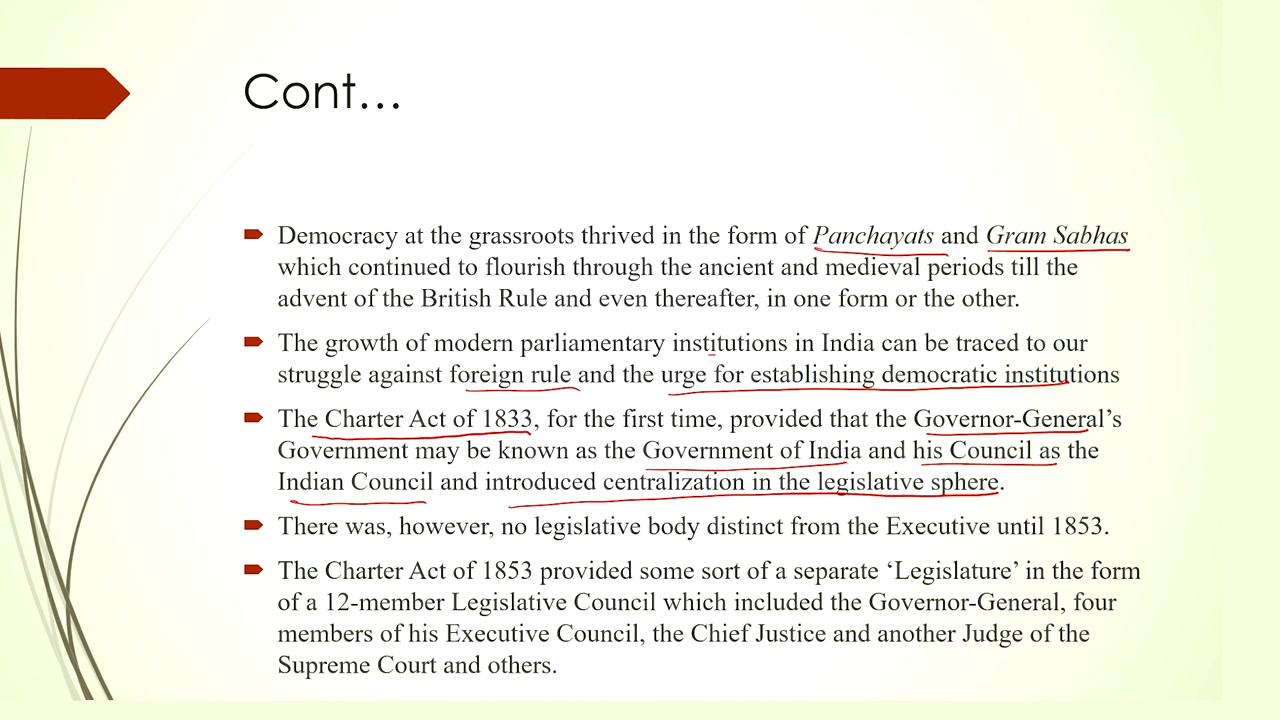 Cont…
Democracy at the grassroots thrived in the form of Panchayats and Gram Sabhas
which continued to flourish through the ancient and medieval periods till the
advent of the British Rule and even thereafter, in one form or the other.
The growth of modern parliamentary institutions in India can be traced to our
struggle against foreign rule and the urge for establishing democratic institutions
The Charter Act of 1833, for the first time, provided that the Governor-General’s
Government may be known as the Government of India and his Council as the
Indian Council and introduced centralization in the legislative sphere.
There was, however, no legislative body distinct from the Executive until 1853.
The Charter Act of 1853 provided some sort of a separate ‘Legislature’ in the form
of a 12-member Legislative Council which included the Governor-General, four
members of his Executive Council, the Chief Justice and another Judge of the
Supreme Court and others.